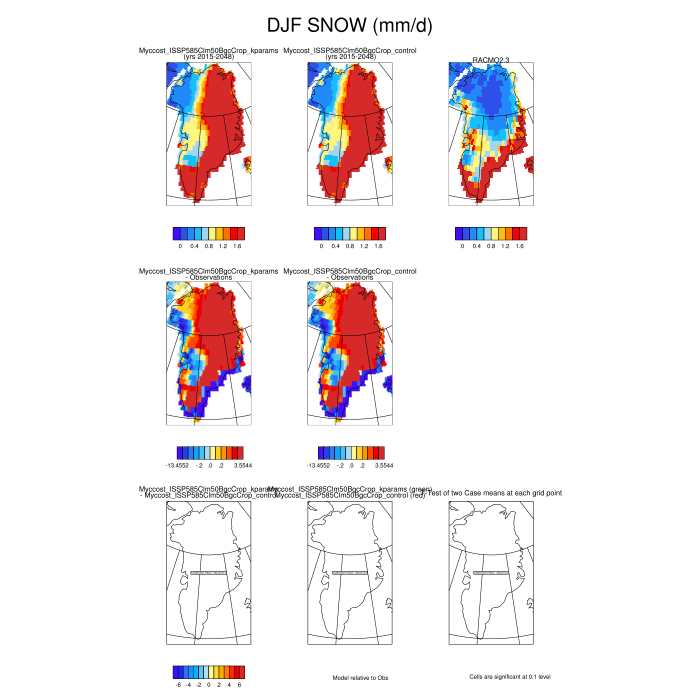 DJF SNOW (mm/d)
Myccost_ISSP585Clm50BgcCrop_kparams
(yrs 2015-2048)
Myccost_ISSP585Clm50BgcCrop_control
(yrs 2015-2048)
RACMO2.3
0 0.4 0.8 1.2 1.6
0 0.4 0.8 1.2 1.6
0 0.4 0.8 1.2 1.6
Myccost_ISSP585Clm50BgcCrop_kparams
- Observations
Myccost_ISSP585Clm50BgcCrop_control
- Observations
-13.4552 -.2 .0 .2 3.5544
-13.4552 -.2 .0 .2 3.5544
Myccost_ISSP585Clm50BgcCrop_kparams
- Myccost_ISSP585Clm50BgcCrop_control
Myccost_ISSP585Clm50BgcCrop_kparams (green)
Myccost_ISSP585Clm50BgcCrop_control (red)
Test of two Case means at each grid point
-6 -4 -2 0 2 4 6
Model relative to Obs
Cells are significant at 0.1 level